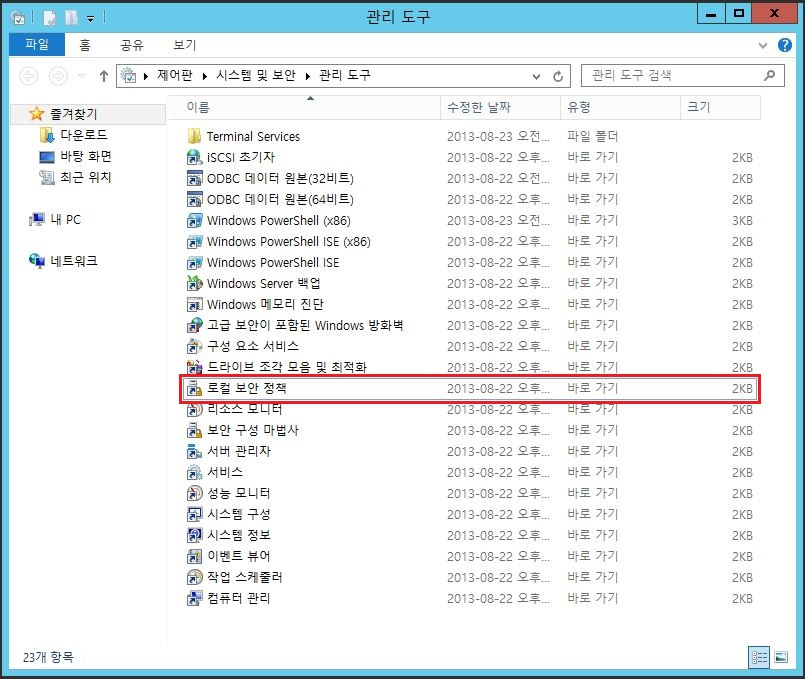 관리 도구
파일 홈 공유 보기
제어판 시스템 및 보안 관리 도구 관리 도구 검색
이름 수정한 날짜 유형 크기
즐겨찾기
다운로드
바탕 화면
최근 위치
내 PC
네트워크
Terminal Services 2013-08-23 오전... 파일 폴더
iSCSI 초기자 2013-08-22 오후... 바로 가기 2KB
ODBC 데이터 원본(32비트) 2013-08-22 오후... 바로 가기 2KB
ODBC 데이터 원본(64비트) 2013-08-22 오후... 바로 가기 2KB
Windows PowerShell (x86) 2013-08-23 오전... 바로 가기 3KB
Windows PowerShell ISE (x86) 2013-08-22 오후... 바로 가기 2KB
Windows PowerShell ISE 2013-08-22 오후... 바로 가기 2KB
Windows Server 백업 2013-08-22 오후... 바로 가기 2KB
Windows 메모리 진단 2013-08-22 오후... 바로 가기 2KB
고급 보안이 포함된 Windows 방화벽 2013-08-22 오후... 바로 가기 2KB
구성 요소 서비스 2013-08-22 오후... 바로 가기 2KB
드라이브 조각 모음 및 최적화 2013-08-22 오후... 바로 가기 2KB
로컬 보안 정책 2013-08-22 오후... 바로 가기 2KB
리소스 모니터 2013-08-22 오후... 바로 가기 2KB
보안 구성 마법사 2013-08-22 오후... 바로 가기 2KB
서버 관리자 2013-08-22 오후... 바로 가기 2KB
서비스 2013-08-22 오후... 바로 가기 2KB
성능 모니터 2013-08-22 오후... 바로 가기 2KB
시스템 구성 2013-08-22 오후... 바로 가기 2KB
시스템 정보 2013-08-22 오후... 바로 가기 2KB
이벤트 뷰어 2013-08-22 오후... 바로 가기 2KB
작업 스케줄러 2013-08-22 오후... 바로 가기 2KB
컴퓨터 관리 2013-08-22 오후... 바로 가기 2KB
23개 항목